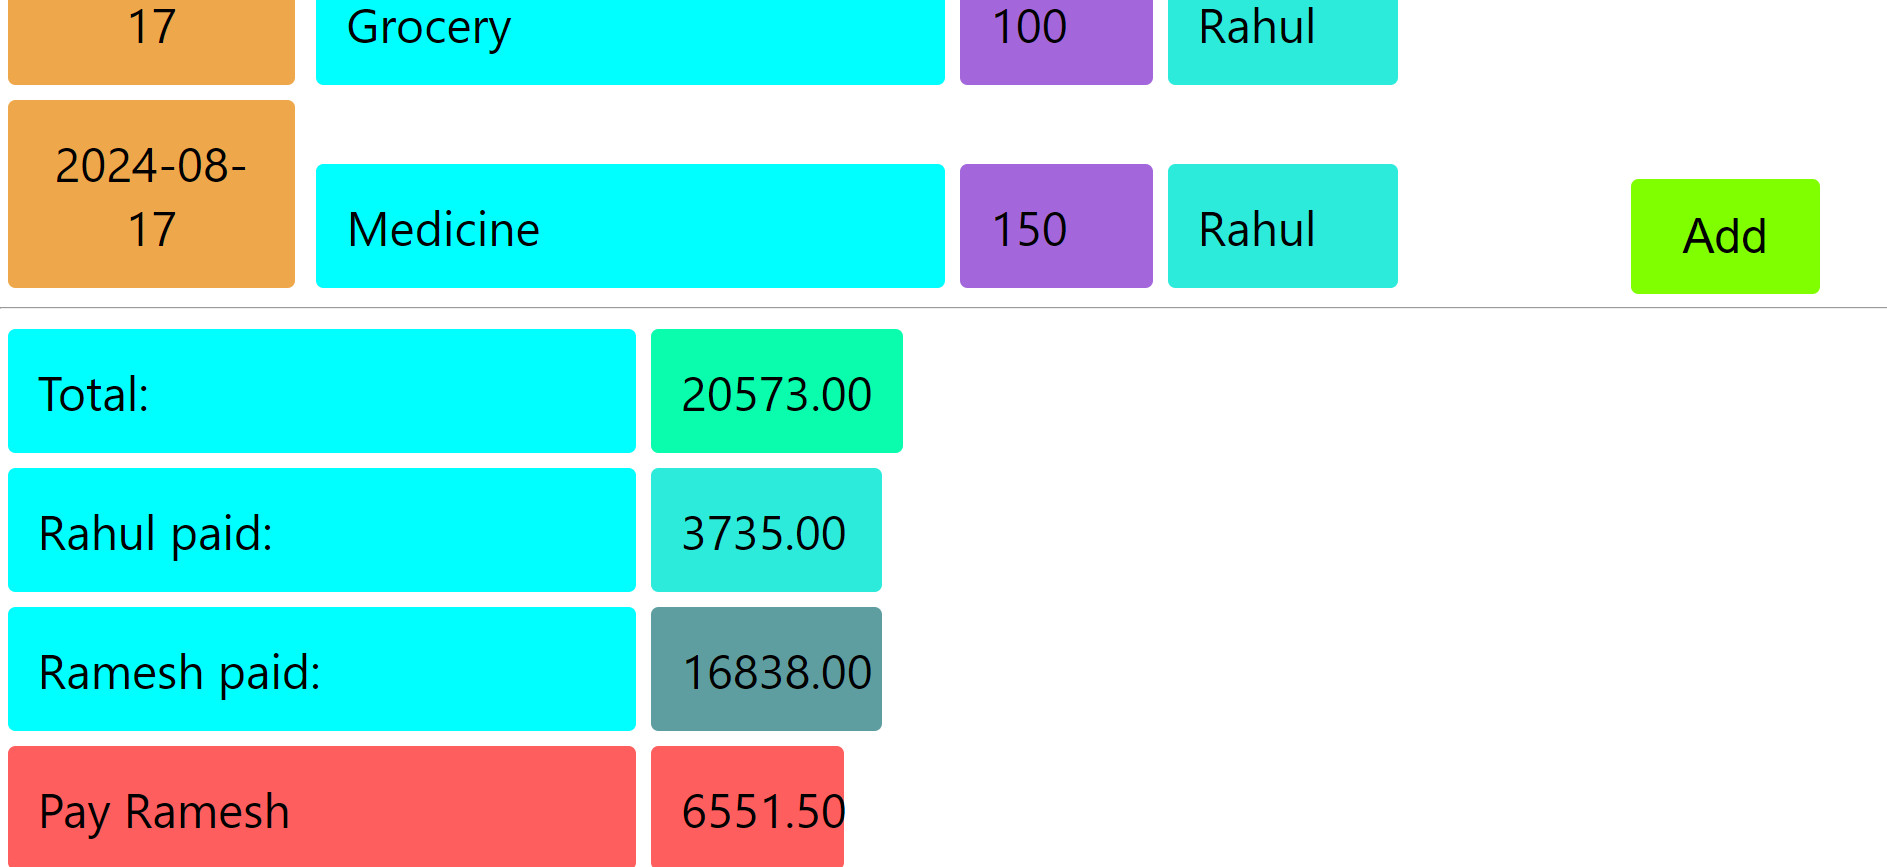 17 Grocery 100 Rahul
2024-08-
17 Medicine 150 Rahul Add
Total: 20573.00
Rahul paid: 3735.00
Ramesh paid: 16838.00
Pay Ramesh 6551.50